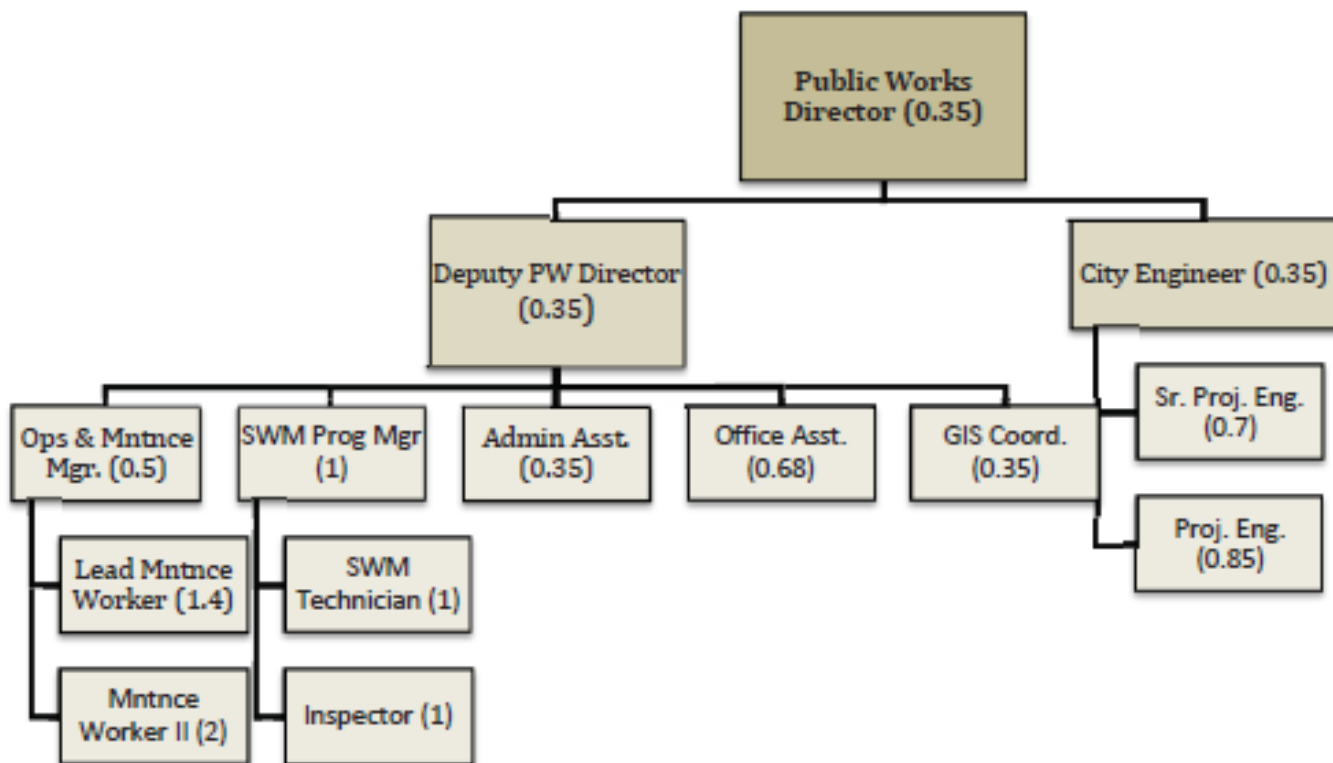 Public Works
Director (0.35)
Deputy PW Director
(0.35)
City Engineer (0.35)
Ops & Mntnce
Mgr. (0.5)
SWM Prog Mgr
(1)
Admin Asst.
(0.35)
Office Asst.
(0.68)
GIS Coord.
(0.35)
Sr. Proj. Eng.
(0.7)
Proj. Eng.
(0.85)
Lead Mntnce
Worker (1.4)
SWM
Technician (1)
Mntnce
Worker II (2)
Inspector (1)